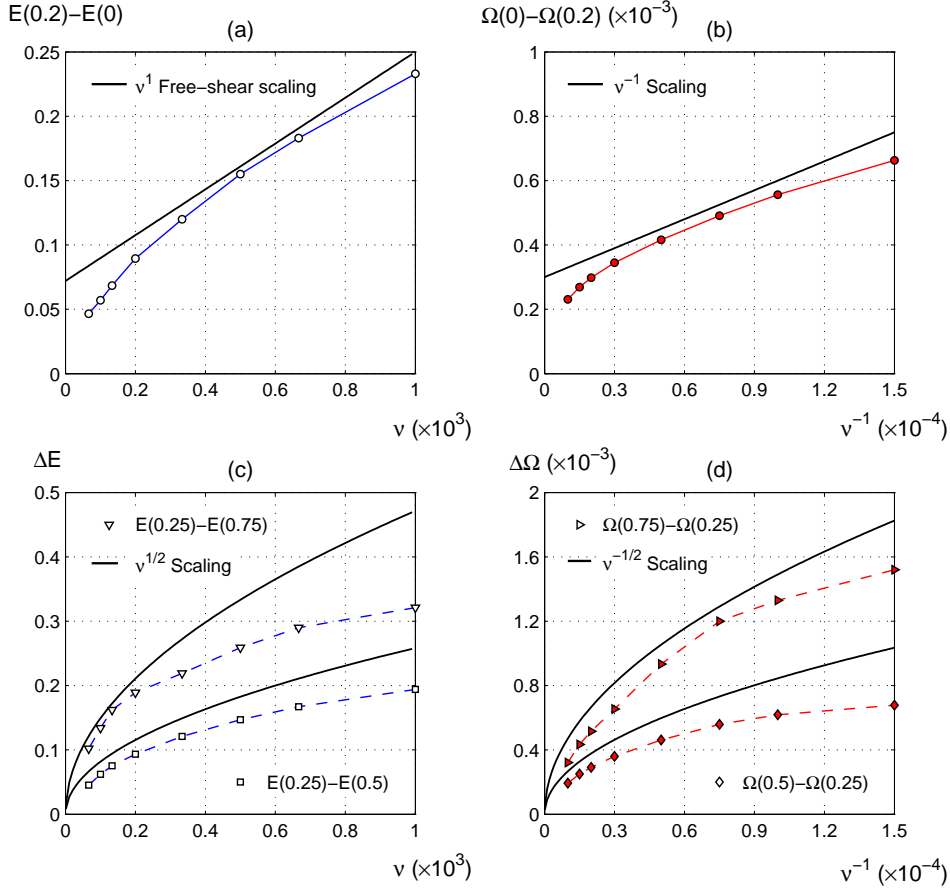 E(0.2)−E(0)
(a)
0.25
0.2
0.15
0.1
0.05
0
ν¹ Free−shear scaling
0 0.2 0.4 0.6 0.8 1
ν (×10³)
Ω(0)−Ω(0.2) (×10⁻³)
(b)
1
0.8
0.6
0.4
0.2
0
ν⁻¹ Scaling
0 0.3 0.6 0.9 1.2 1.5
ν⁻¹ (×10⁻⁴)
ΔE
(c)
0.5
0.4
0.3
0.2
0.1
0
E(0.25)−E(0.75)
ν¹/² Scaling
E(0.25)−E(0.5)
0 0.2 0.4 0.6 0.8 1
ν (×10³)
ΔΩ (×10⁻³)
(d)
2
1.6
1.2
0.8
0.4
0
Ω(0.75)−Ω(0.25)
ν⁻¹/² Scaling
Ω(0.5)−Ω(0.25)
0 0.3 0.6 0.9 1.2 1.5
ν⁻¹ (×10⁻⁴)